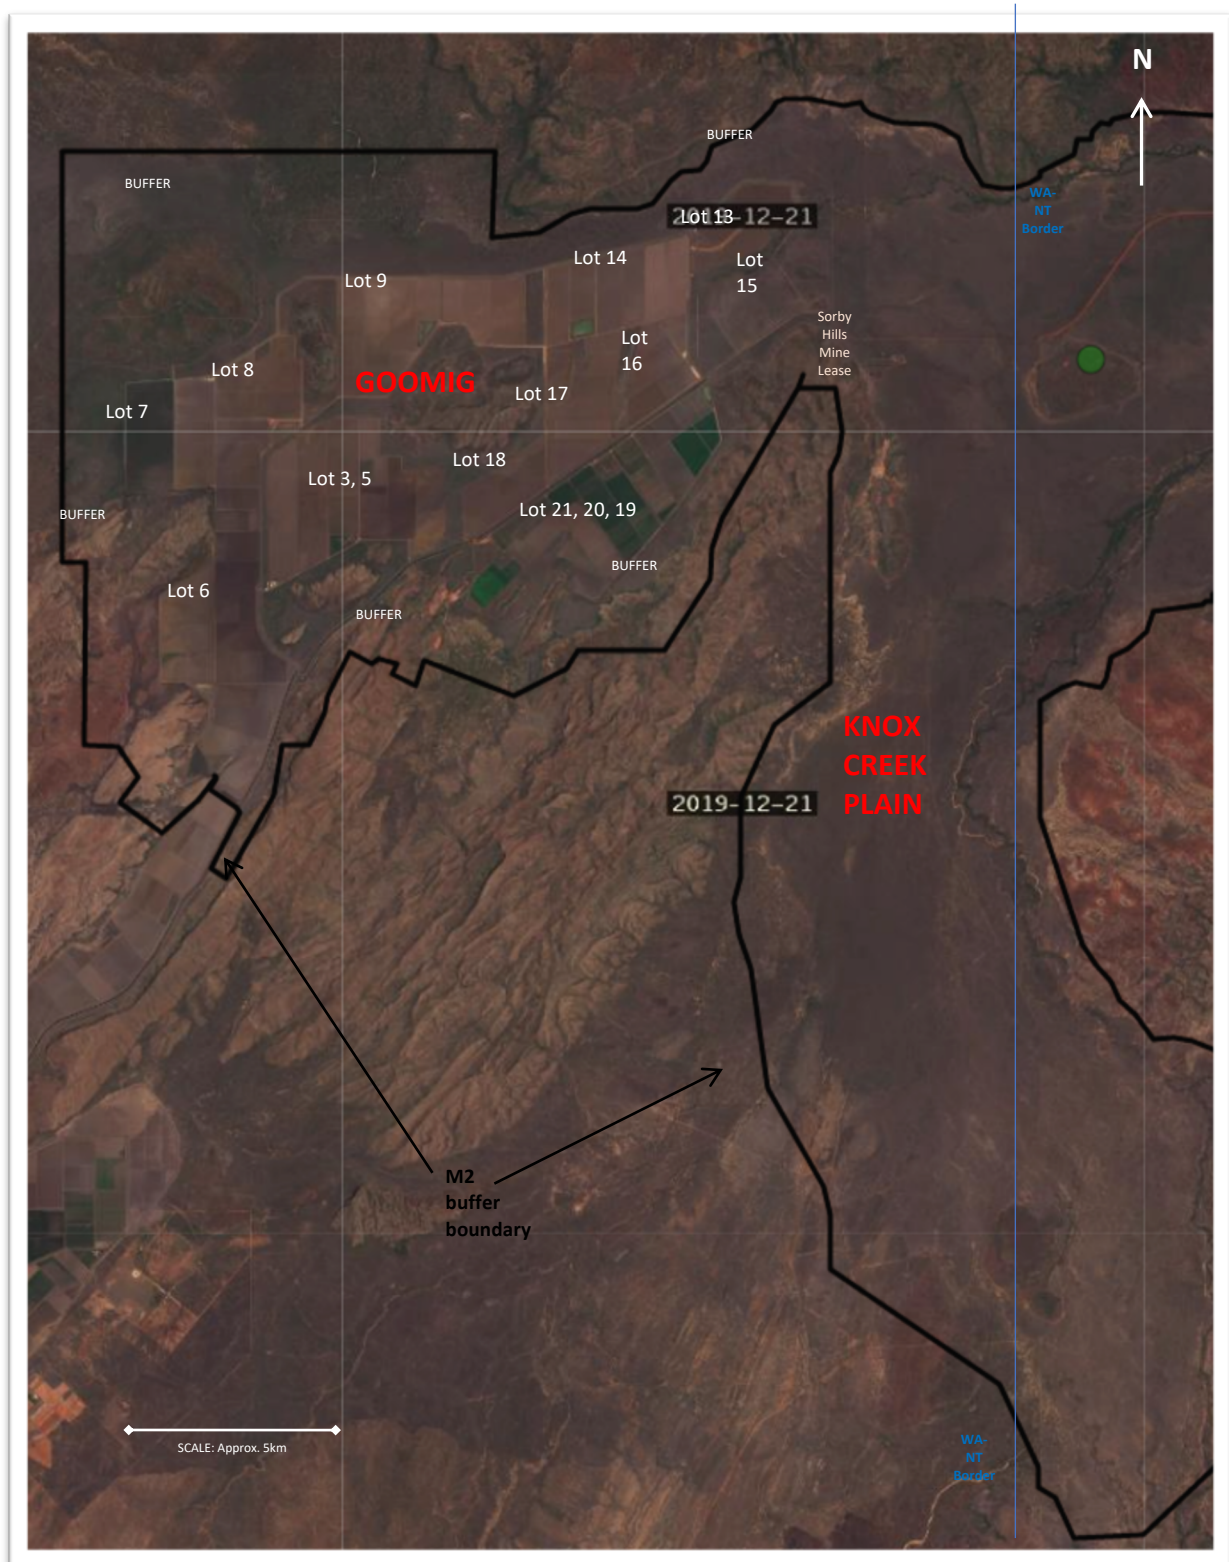 N
BUFFER
BUFFER
WA-
NT
Border
2019-12-21
Lot 13
Lot 14
Lot
15
Lot 9
Sorby
Hills
Mine
Lease
Lot
16
Lot 8
GOOMIG
Lot 17
Lot 7
Lot 18
Lot 3, 5
Lot 21, 20, 19
BUFFER
BUFFER
Lot 6
BUFFER
KNOX
CREEK
PLAIN
2019-12-21
M2
buffer
boundary
SCALE: Approx. 5km
WA-
NT
Border